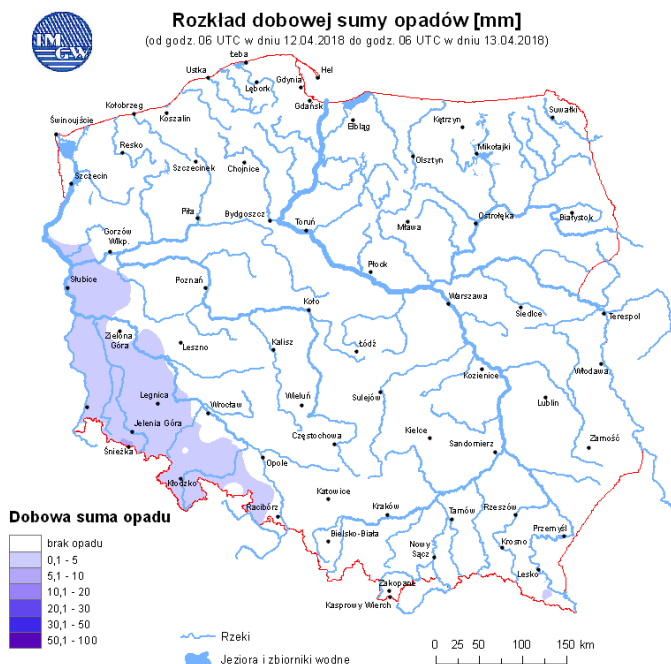 IM
GW
Rozkład dobowej sumy opadów [mm]
(od godz. 06 UTC w dniu 12.04.2018 do godz. 06 UTC w dniu 13.04.2018)
Łeba
Ustka
Hel
Gdynia
Lębork
Gdańsk
Suwałki
Kołobrzeg
Koszalin
Świnoujście
Elbląg
Kętrzyn
Resko
Mikołajki
Szczecinek
Chojnice
Olsztyn
Szczecin
Piła
Bydgoszcz
Toruń
Mława
Ostrołęka
Białystok
Gorzów
Wlkp.
Płock
Słubice
Poznań
Koło
Warszawa
Siedlce
Terespol
Zielona
Góra
Leszno
Kalisz
Łódź
Włodawa
Kozienice
Legnica
Wrocław
Wieluń
Sulejów
Lublin
Jelenia Góra
Częstochowa
Kielce
Sandomierz
Zamość
Śnieżka
Opole
Kłodzko
Katowice
Racibórz
Kraków
Tarnów
Rzeszów
Bielsko-Biała
Przemyśl
Nowy
Sącz
Krosno
Lesko
Zakopane
Kasprowy Wierch
Dobowa suma opadu
brak opadu
0,1 - 5
5,1 - 10
10,1 - 20
20,1 - 30
30,1 - 50
50,1 - 100
Rzeki
Jeziora i zbiorniki wodne
0 25 50 100 150 km